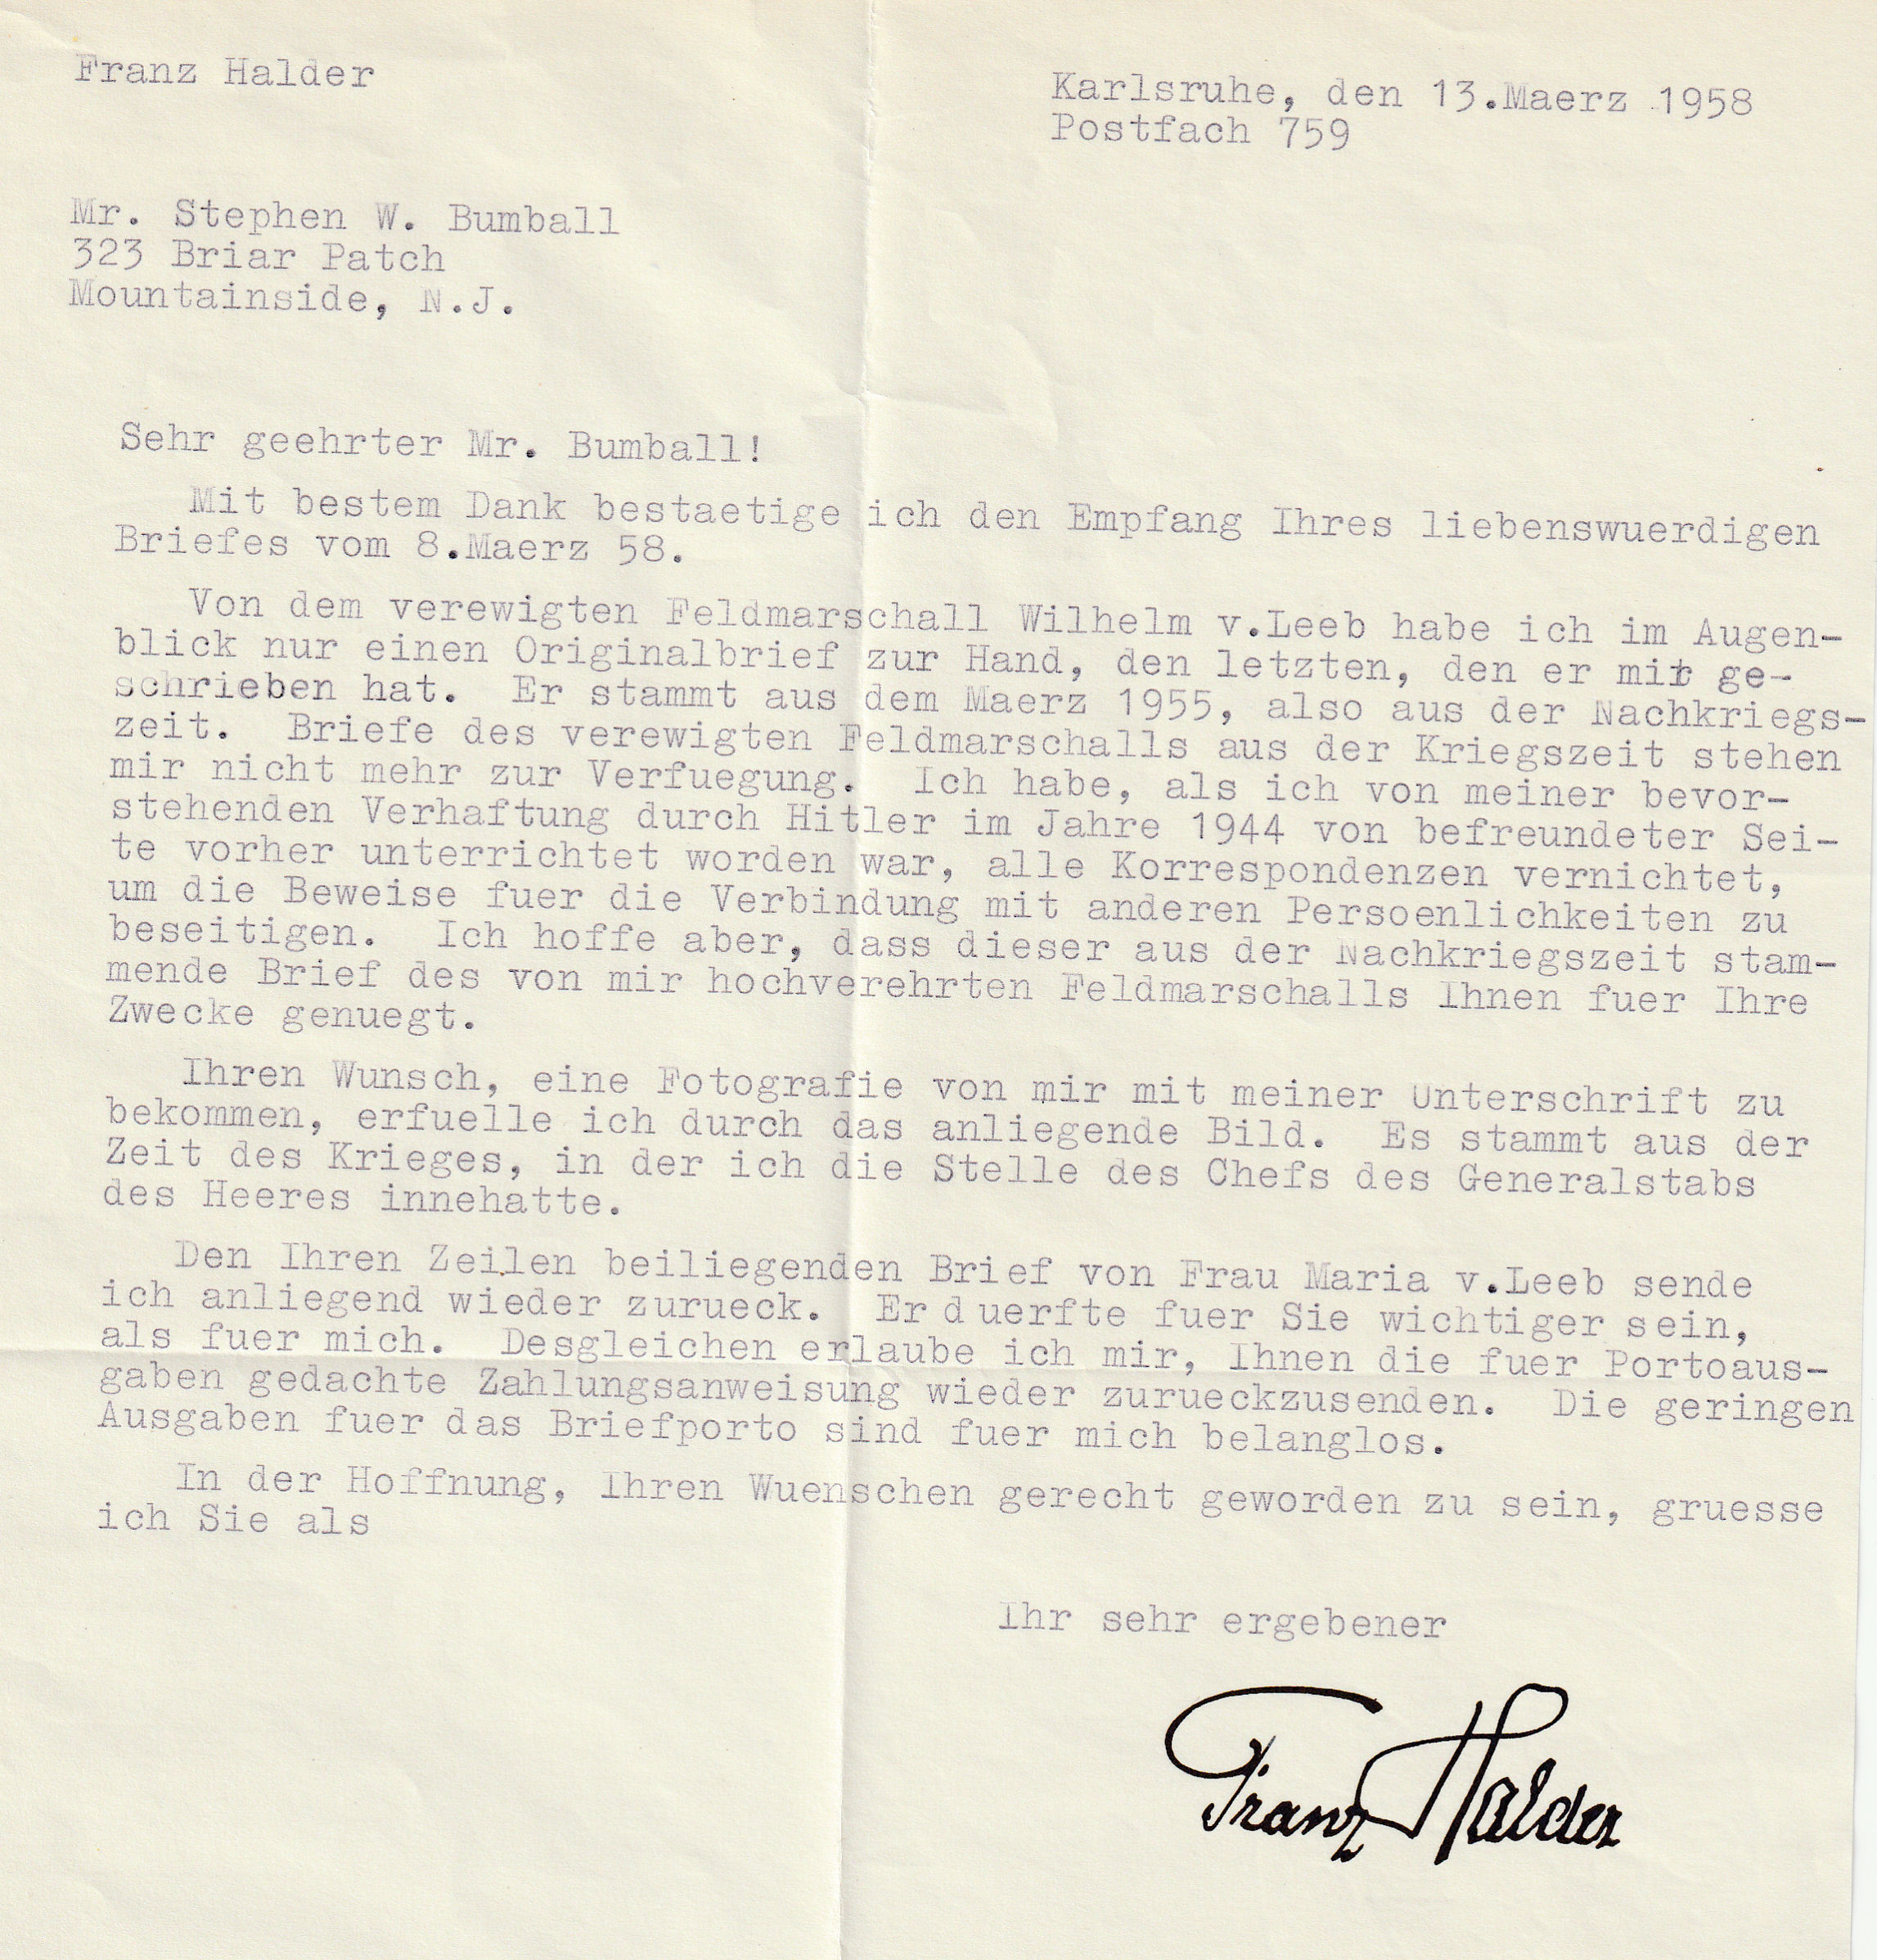 Franz Halder
Karlsruhe, den 13.Maerz 1958
Postfach 759
Mr. Stephen W. Bumball
323 Briar Patch
Mountainside, N.J.
Sehr geehrter Mr. Bumball!
Mit bestem Dank bestaetige ich den Empfang Ihres liebenswuerdigen
Briefes vom 8.Maerz 58.
Von dem verewigten Feldmarschall Wilhelm v.Leeb habe ich im Augen-
blick nur einen Originalbrief zur Hand, den letzten, den er mir ge-
schrieben hat. Er stammt aus dem Maerz 1955, also aus der Nachkriegs-
zeit. Briefe des verewigten Feldmarschalls aus der Kriegszeit stehen
mir nicht mehr zur Verfuegung. Ich habe, als ich von meiner bevor-
stehenden Verhaftung durch Hitler im Jahre 1944 von befreundeter Sei-
te vorher unterrichtet worden war, alle Korrespondenzen vernichtet,
um die Beweise fuer die Verbindung mit anderen Persoenlichkeiten zu
beseitigen. Ich hoffe aber, dass dieser aus der Nachkriegszeit stam-
mende Brief des von mir hochverehrten Feldmarschalls Ihnen fuer Ihre
Zwecke genuegt.
Ihren Wunsch, eine Fotografie von mir mit meiner Unterschrift zu
bekommen, erfuelle ich durch das anliegende Bild. Es stammt aus der
Zeit des Krieges, in der ich die Stelle des Chefs des Generalstabs
des Heeres innehatte.
Den Ihren Zeilen beiliegenden Brief von Frau Maria v.Leeb sende
ich anliegend wieder zurueck. Er duerfte fuer Sie wichtiger sein,
als fuer mich. Desgleichen erlaube ich mir, Ihnen die fuer Portoaus-
gaben gedachte Zahlungsanweisung wieder zurueckzusenden. Die geringen
Ausgaben fuer das Briefporto sind fuer mich belanglos.
In der Hoffnung, Ihren Wuenschen gerecht geworden zu sein, gruesse
ich Sie als
Ihr sehr ergebener
Franz Halder